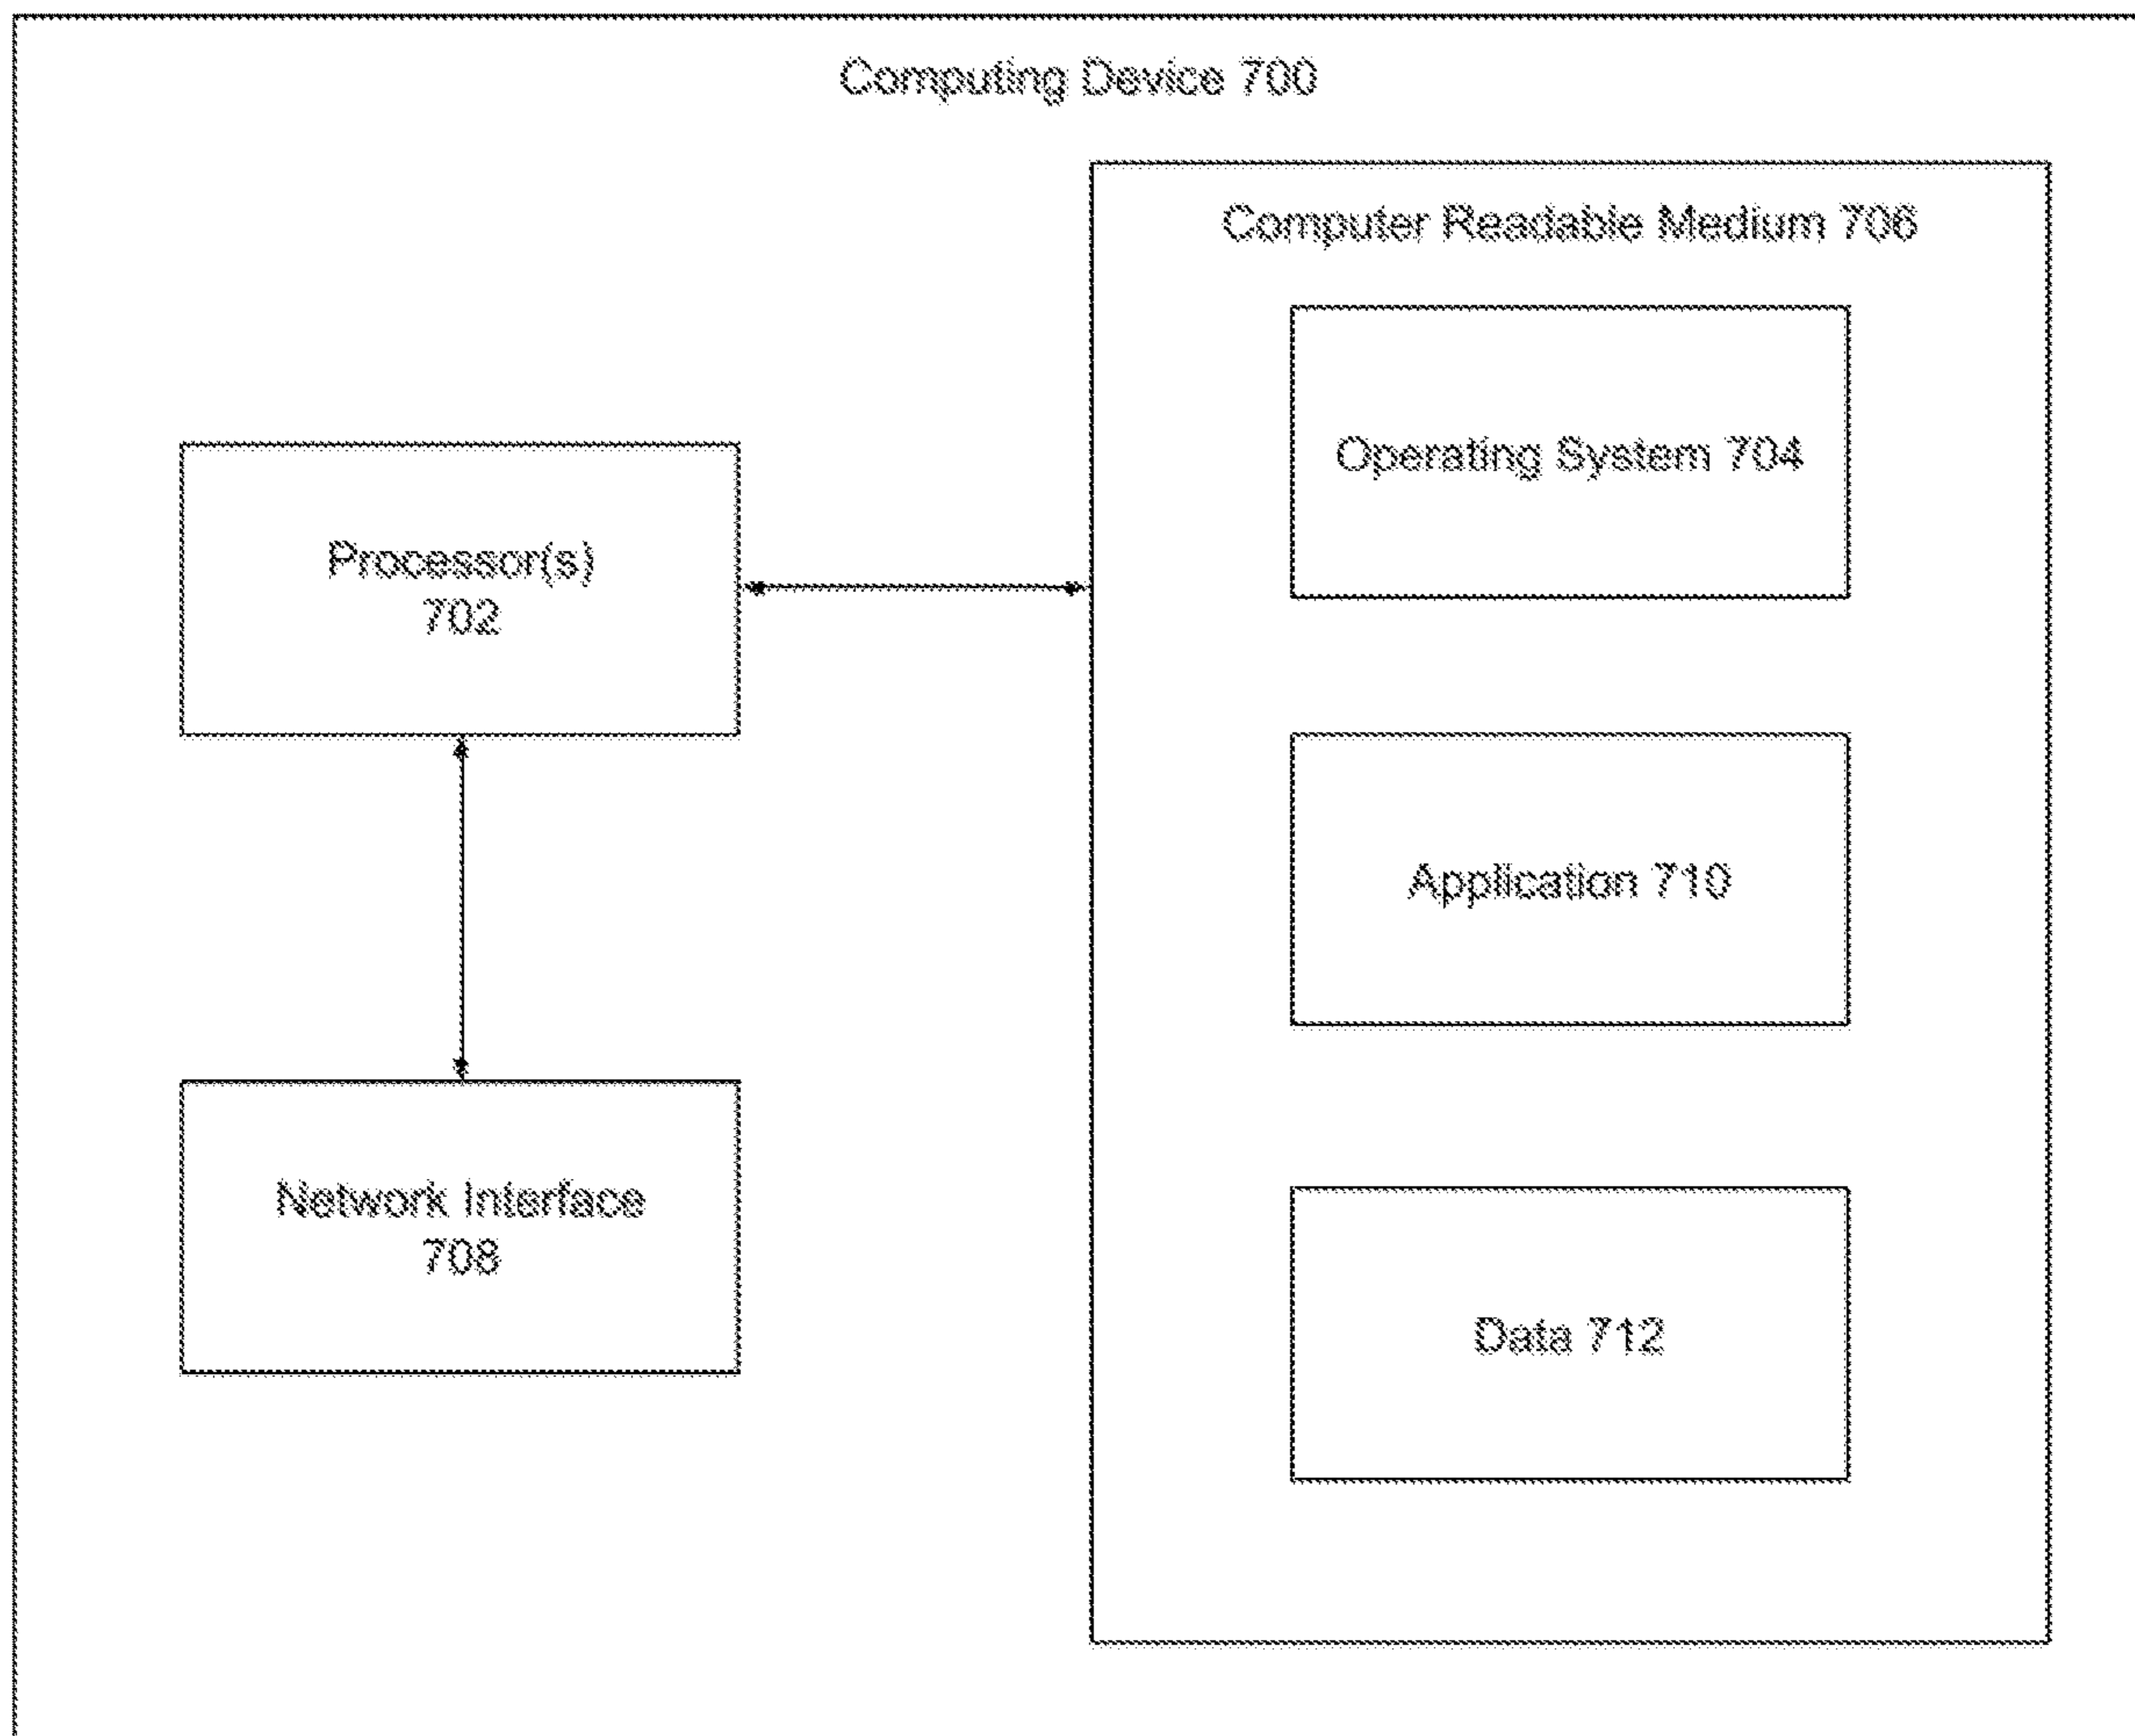 Computing Device 700
Computer Readable Medium 706
Operating System 704
Processor(s)
702
Application 710
Network Interface
708
Data 712